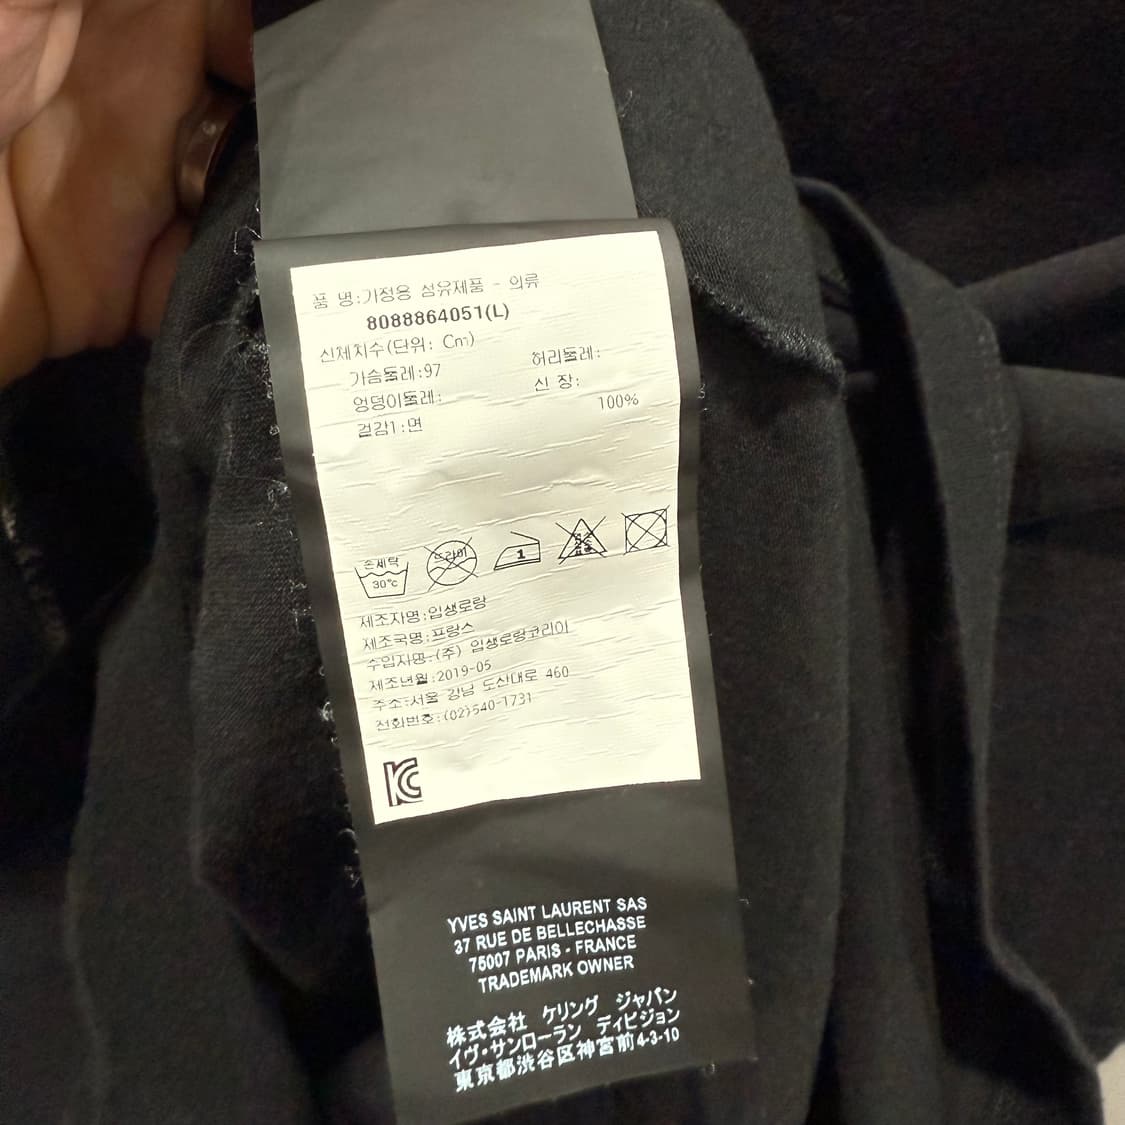 품 명:가정용 섬유제품 - 의류
8088864051(L)
신체치수(단위: Cm)
가슴둘레:97 허리둘레:
엉덩이둘레: 신 장:
겉감1:면 100%
손세탁 30℃ 드라이 1 염소 표백
제조자명:입생로랑
제조국명:프랑스
수입자명:(주) 입생로랑코리아
제조년월:2019-05
주소:서울 강남 도산대로 460
전화번호:(02)540-1731
KC
YVES SAINT LAURENT SAS
37 RUE DE BELLECHASSE
75007 PARIS - FRANCE
TRADEMARK OWNER
株式会社 ケリング ジャパン
イヴ・サンローラン ディビジョン
東京都渋谷区神宮前4-3-10